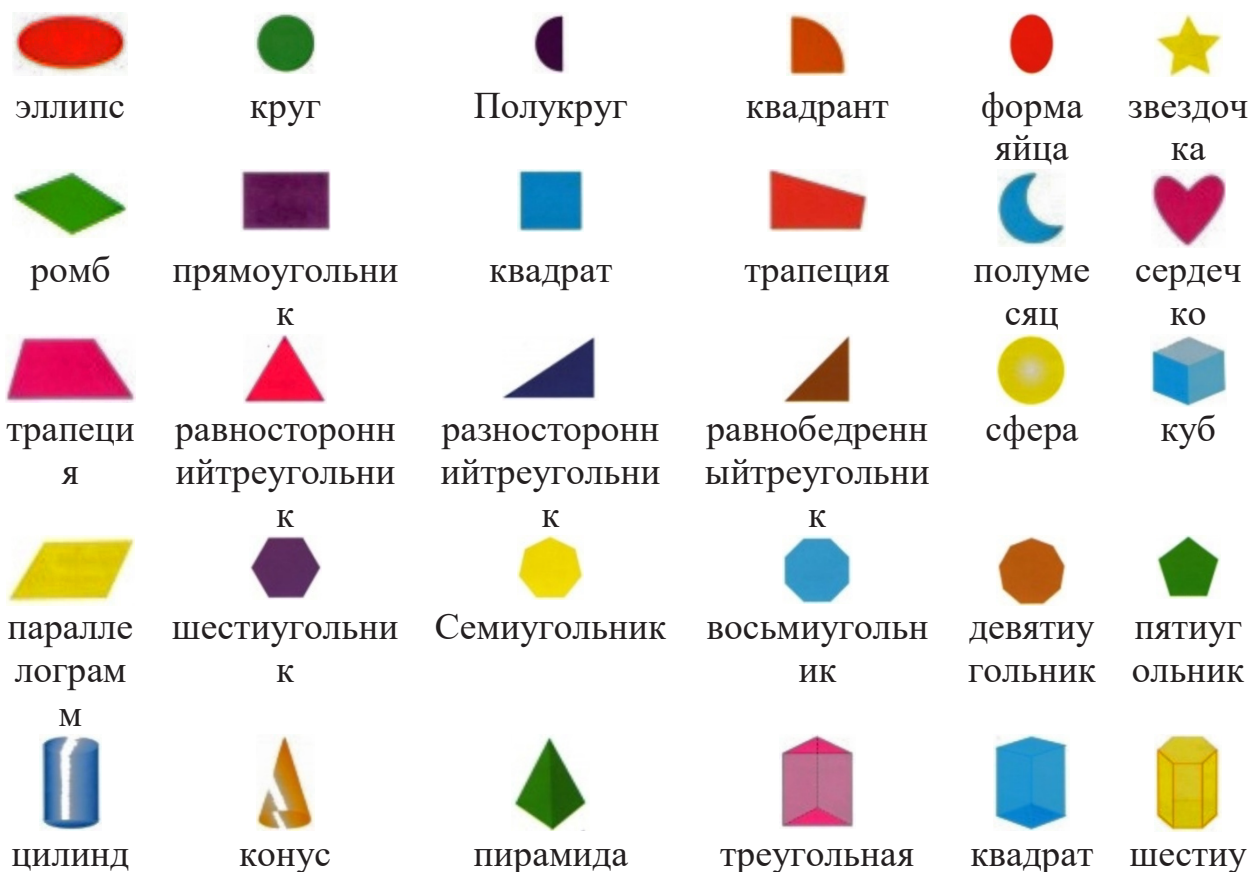 эллипс круг Полукруг квадрант форма звездоч
яйца ка
ромб прямоугольни квадрат трапеция полуме сердеч
к сяц ко
трапеци равносторонн разносторонн равнобедренн сфера куб
я ийтреугольни ийтреугольни ыйтреугольни
к к к
паралле шестиугольни Семиугольник восьмиугольн девятиу пятиуг
лограм к ик гольник ольник
м
цилинд конус пирамида треугольная квадрат шестиу